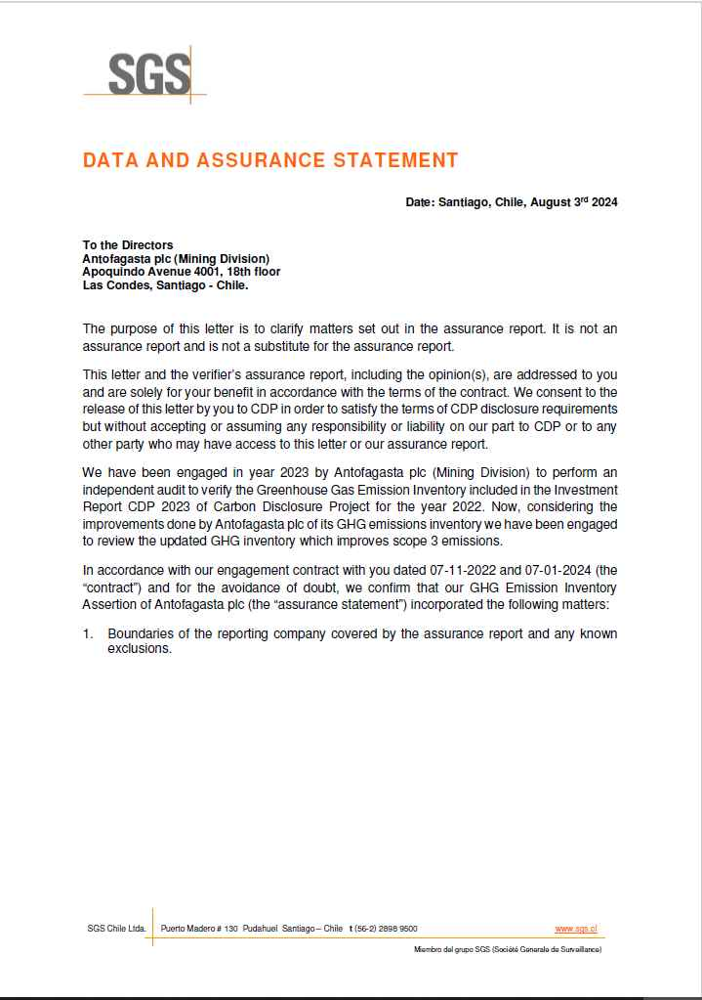 SGS
DATA AND ASSURANCE STATEMENT
Date: Santiago, Chile, August 3rd 2024
To the Directors
Antofagasta plc (Mining Division)
Apoquindo Avenue 4001, 18th floor
Las Condes, Santiago - Chile.
The purpose of this letter is to clarify matters set out in the assurance report. It is not an
assurance report and is not a substitute for the assurance report.
This letter and the verifier's assurance report, including the opinion(s), are addressed to you
and are solely for your benefit in accordance with the terms of the contract. We consent to the
release of this letter by you to CDP in order to satisfy the terms of CDP disclosure requirements
but without accepting or assuming any responsibility or liability on our part to CDP or to any
other party who may have access to this letter or our assurance report.
We have been engaged in year 2023 by Antofagasta plc (Mining Division) to perform an
independent audit to verify the Greenhouse Gas Emission Inventory included in the Investment
Report CDP 2023 of Carbon Disclosure Project for the year 2022. Now, considering the
improvements done by Antofagasta plc of its GHG emissions inventory we have been engaged
to review the updated GHG inventory which improves scope 3 emissions.
In accordance with our engagement contract with you dated 07-11-2022 and 07-01-2024 (the
“contract”) and for the avoidance of doubt, we confirm that our GHG Emission Inventory
Assertion of Antofagasta plc (the “assurance statement”) incorporated the following matters:
1. Boundaries of the reporting company covered by the assurance report and any known
exclusions.
SGS Chile Ltda. Puerto Madero # 130 Pudahuel Santiago – Chile t (56-2) 2898 9500 www.sgs.cl
Miembro del grupo SGS (Société Generale de Surveillance)